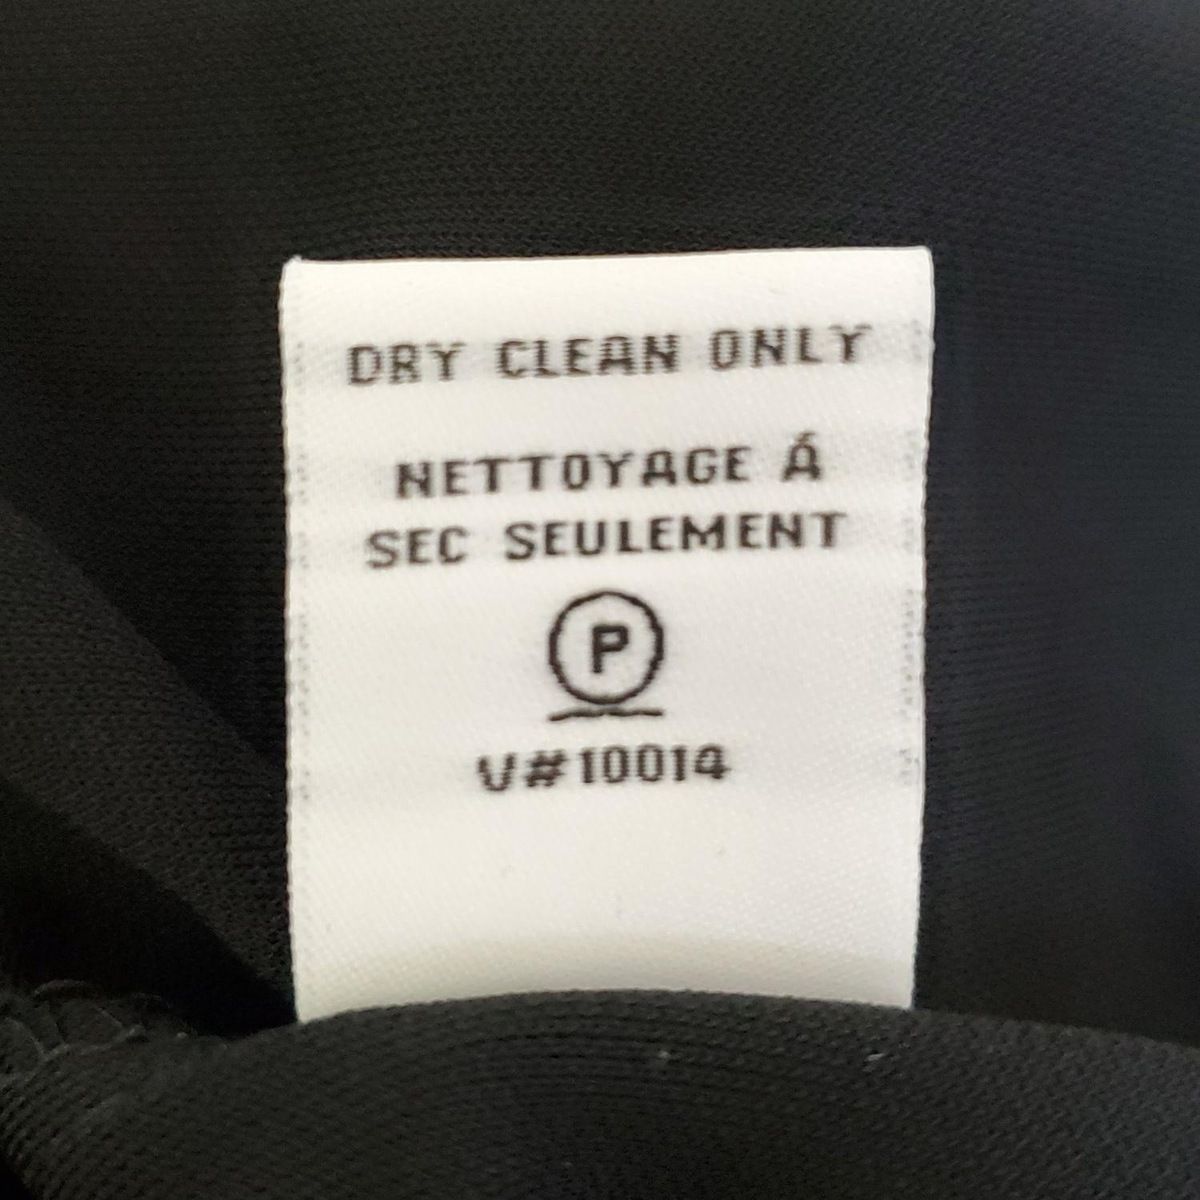 DRY CLEAN ONLY
NETTOYAGE Á
SEC SEULEMENT
P
V#10014